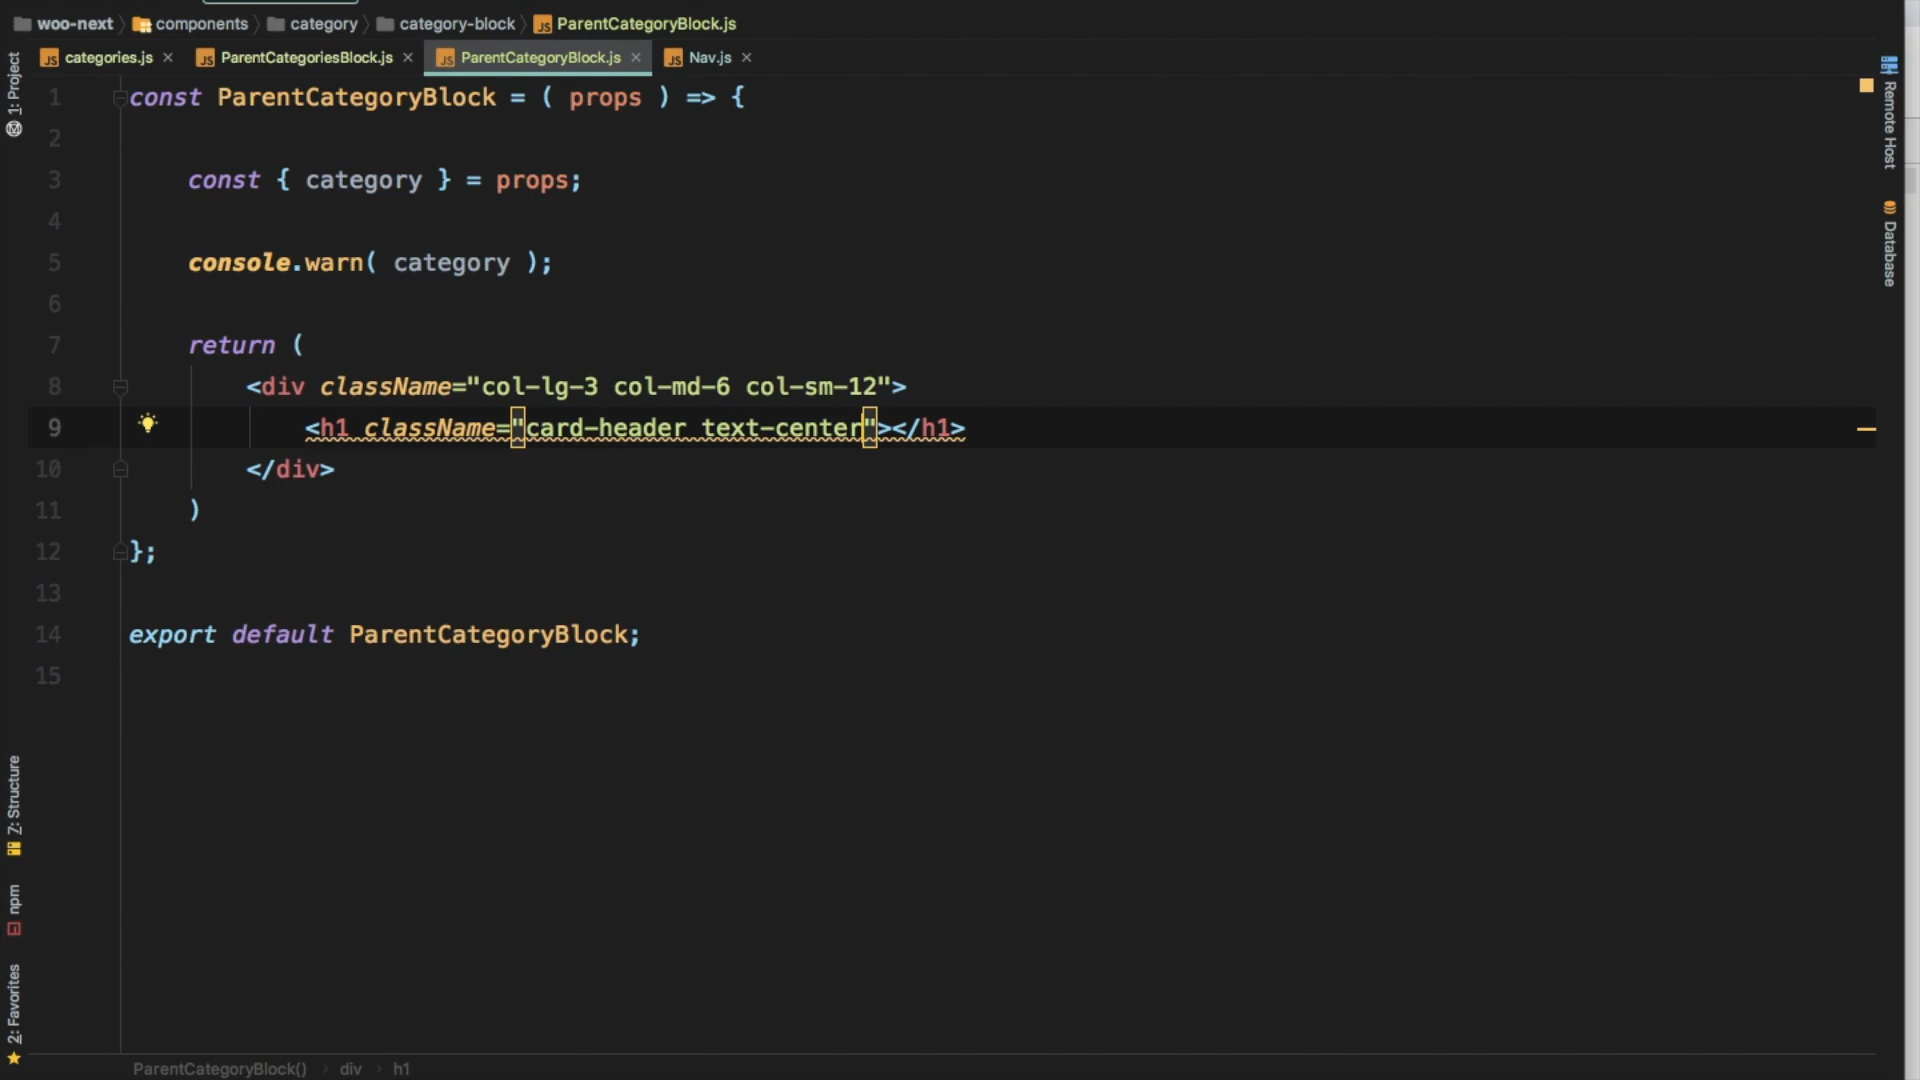 woo-next components category category-block ParentCategoryBlock.js
categories.js ParentCategoriesBlock.js ParentCategoryBlock.js Nav.js
1: Project
Z: Structure
npm
2: Favorites
1 const ParentCategoryBlock = ( props ) => {
2
3 const { category } = props;
4
5 console.warn( category );
6
7 return (
8 <div className="col-lg-3 col-md-6 col-sm-12">
9 <h1 className="card-header text-center"></h1>
10 </div>
11 )
12 };
13
14 export default ParentCategoryBlock;
15
Remote Host
Database
ParentCategoryBlock() › div › h1